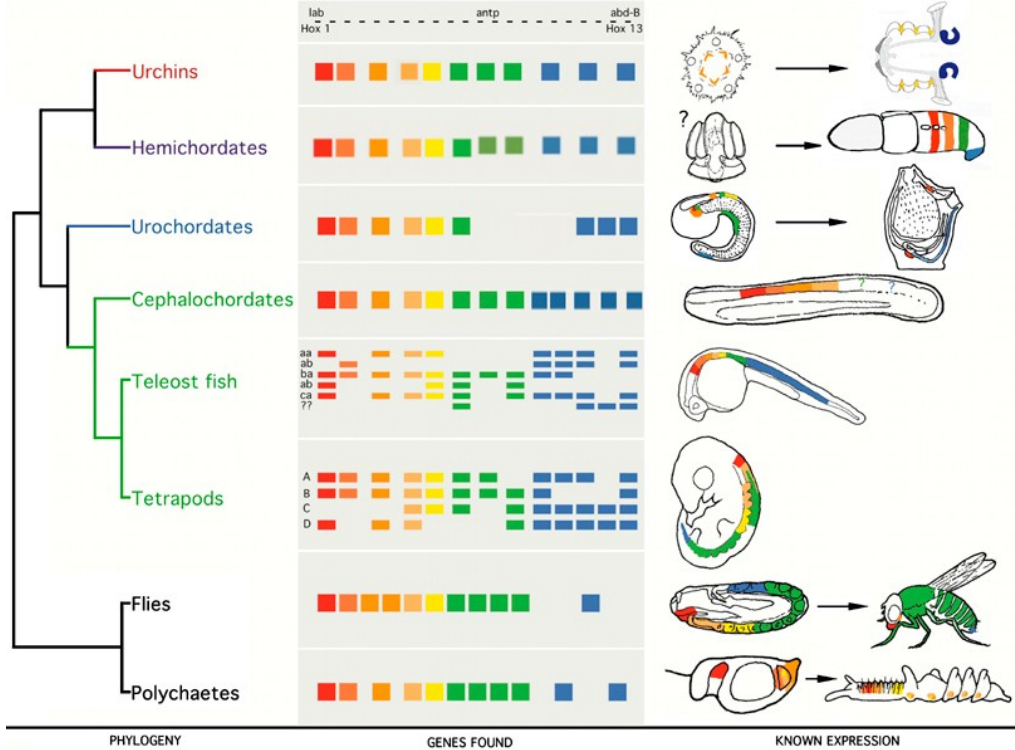 lab antp abd-B
Hox 1 Hox 13
Urchins
?
Hemichordates
Urochordates
Cephalochordates
? ?
aa
ab
ba
Teleost fish
ab
ca
??
A
B
Tetrapods
C
D
Flies
Polychaetes
PHYLOGENY GENES FOUND KNOWN EXPRESSION